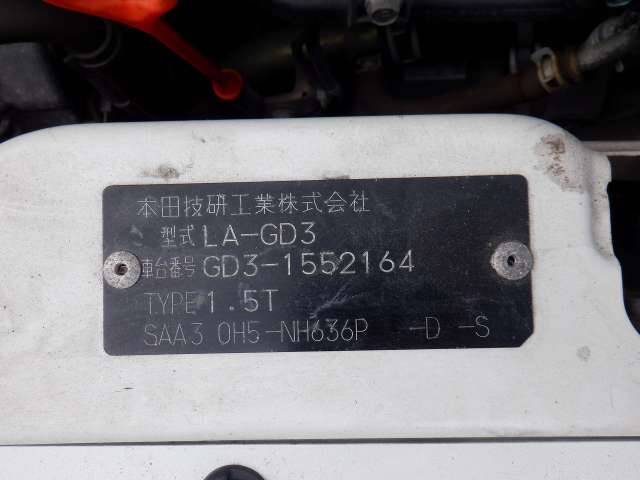 本田技研工業株式会社
型式 LA-GD3
車台番号 GD3-1552164
TYPE 1.5T
SAA3 0H5-NH636P -D -S